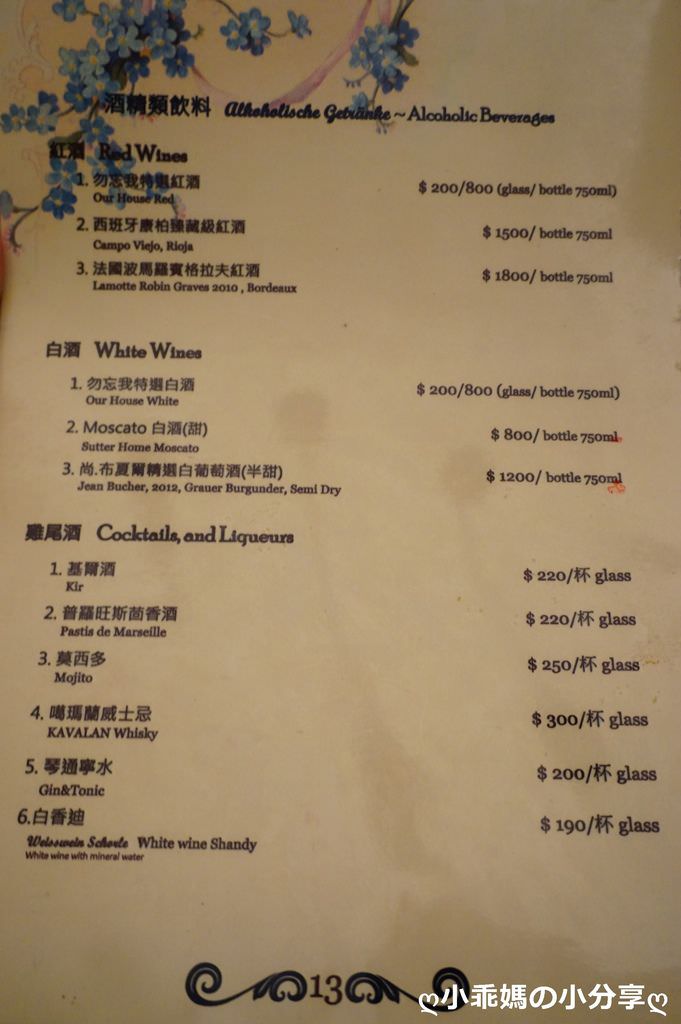 酒精類飲料 Alkoholische Getränke ~ Alcoholic Beverages
紅酒 Red Wines
1. 勿忘我特選紅酒 $ 200/800 (glass/ bottle 750ml)
Our House Red
2. 西班牙康柏臻藏級紅酒 $ 1500/ bottle 750ml
Campo Viejo, Rioja
3. 法國波馬羅賓格拉夫紅酒 $ 1800/ bottle 750ml
Lamotte Robin Graves 2010 , Bordeaux
白酒 White Wines
1. 勿忘我特選白酒 $ 200/800 (glass/ bottle 750ml)
Our House White
2. Moscato 白酒(甜) $ 800/ bottle 750ml
Sutter Home Moscato
3. 尚.布夏爾精選白葡萄酒(半甜) $ 1200/ bottle 750ml
Jean Bucher, 2012, Grauer Burgunder, Semi Dry
雞尾酒 Cocktails, and Liqueurs
1. 基爾酒 $ 220/杯 glass
Kir
2. 普羅旺斯茴香酒 $ 220/杯 glass
Pastis de Marseille
3. 莫西多 $ 250/杯 glass
Mojito
4. 噶瑪蘭威士忌 $ 300/杯 glass
KAVALAN Whisky
5. 琴通寧水 $ 200/杯 glass
Gin&Tonic
6.白香迪 $ 190/杯 glass
Weisswein Schorle White wine Shandy
White wine with mineral water
13
ღ小乖媽の小分享ღ